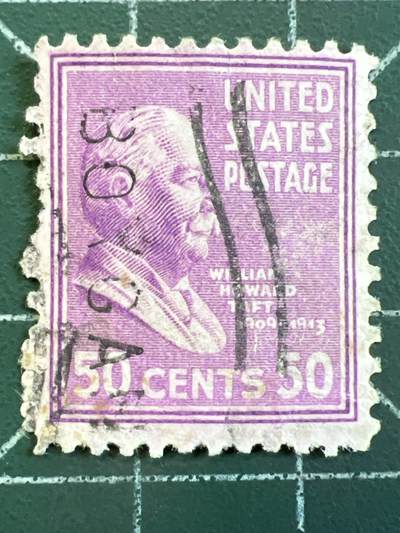 UNITED
STATES
POSTAGE
WILLIAM
HOWARD
TAFT
1909-1913
50 CENTS 50